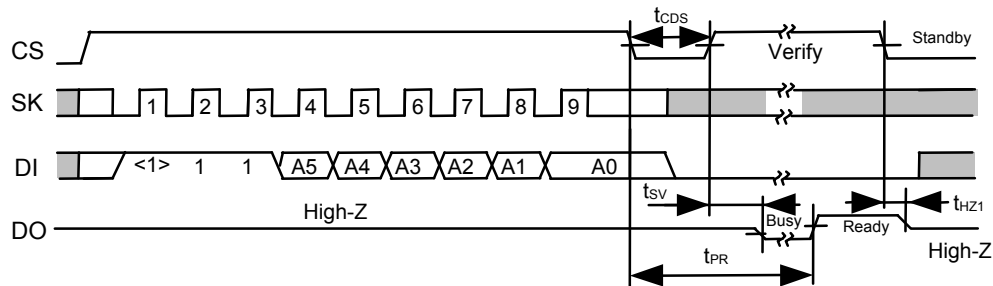 tCDS
CS Verify Standby
SK 1 2 3 4 5 6 7 8 9
DI <1> 1 1 A5 A4 A3 A2 A1 A0
High-Z tSV Busy Ready tHZ1
DO High-Z
tPR